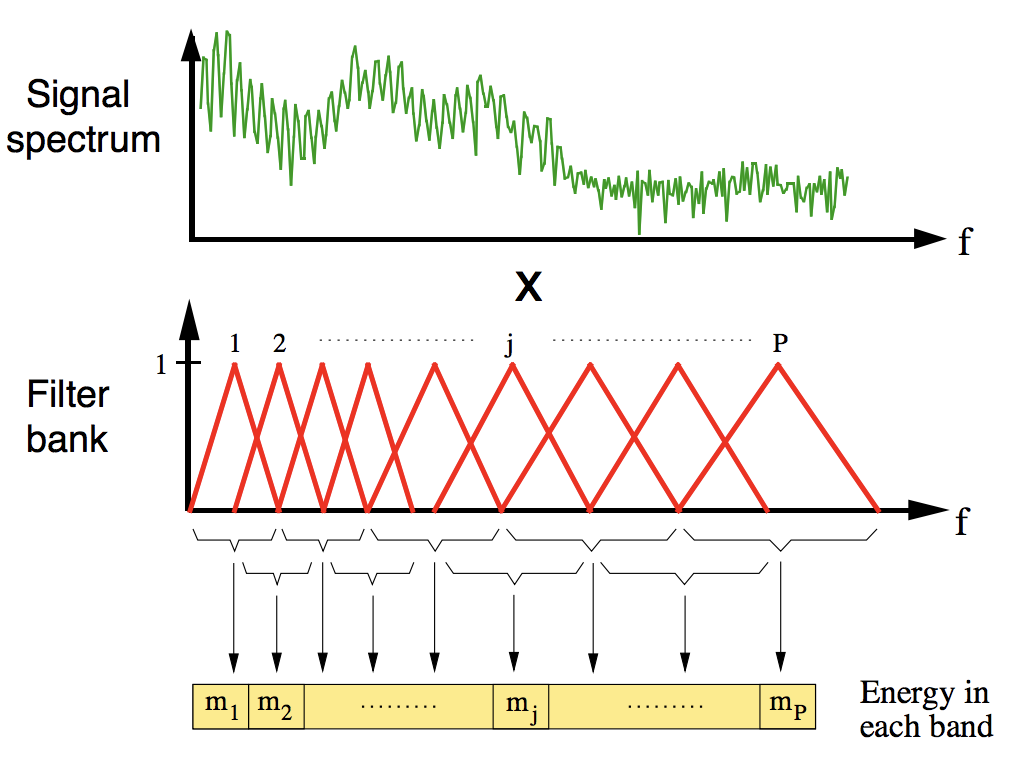 Signal
spectrum
f
X
1 2 ........................ j ................................ P
1
Filter
bank
f
m1 m2 ......... mj ......... mP
Energy in
each band